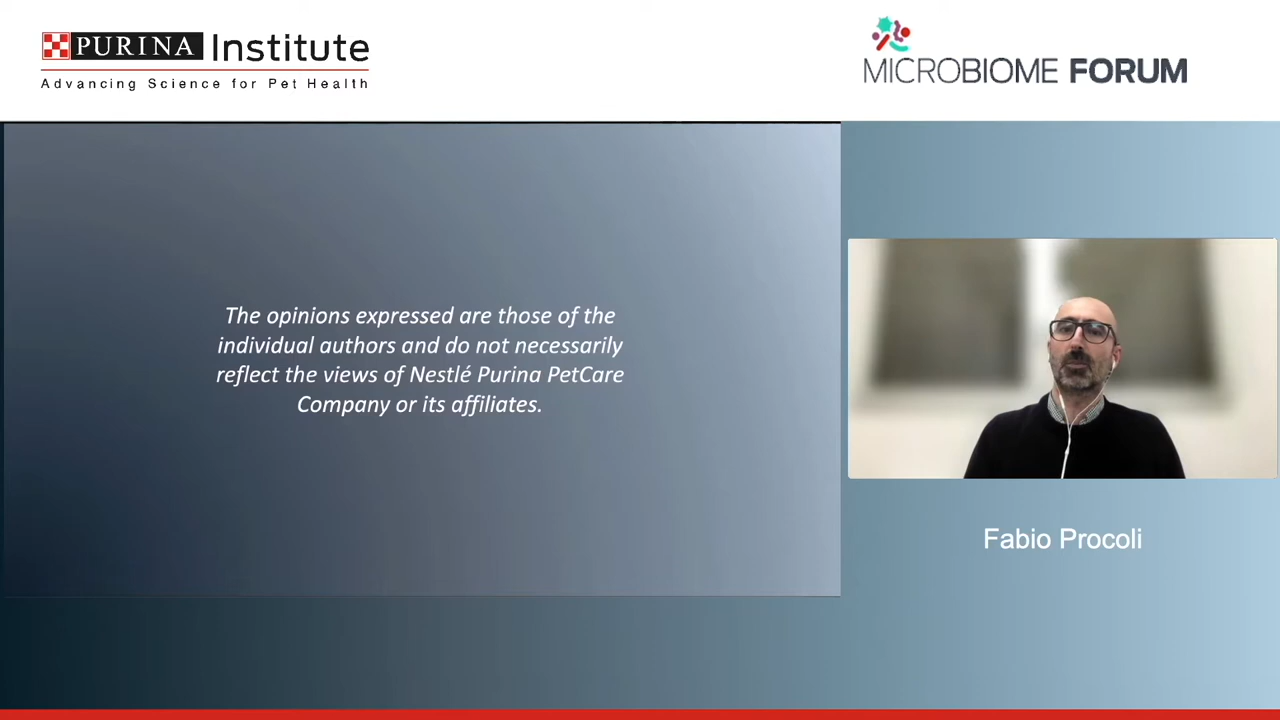 PURINA Institute
Advancing Science for Pet Health
MICROBIOME FORUM
The opinions expressed are those of the
individual authors and do not necessarily
reflect the views of Nestlé Purina PetCare
Company or its affiliates.
Fabio Procoli